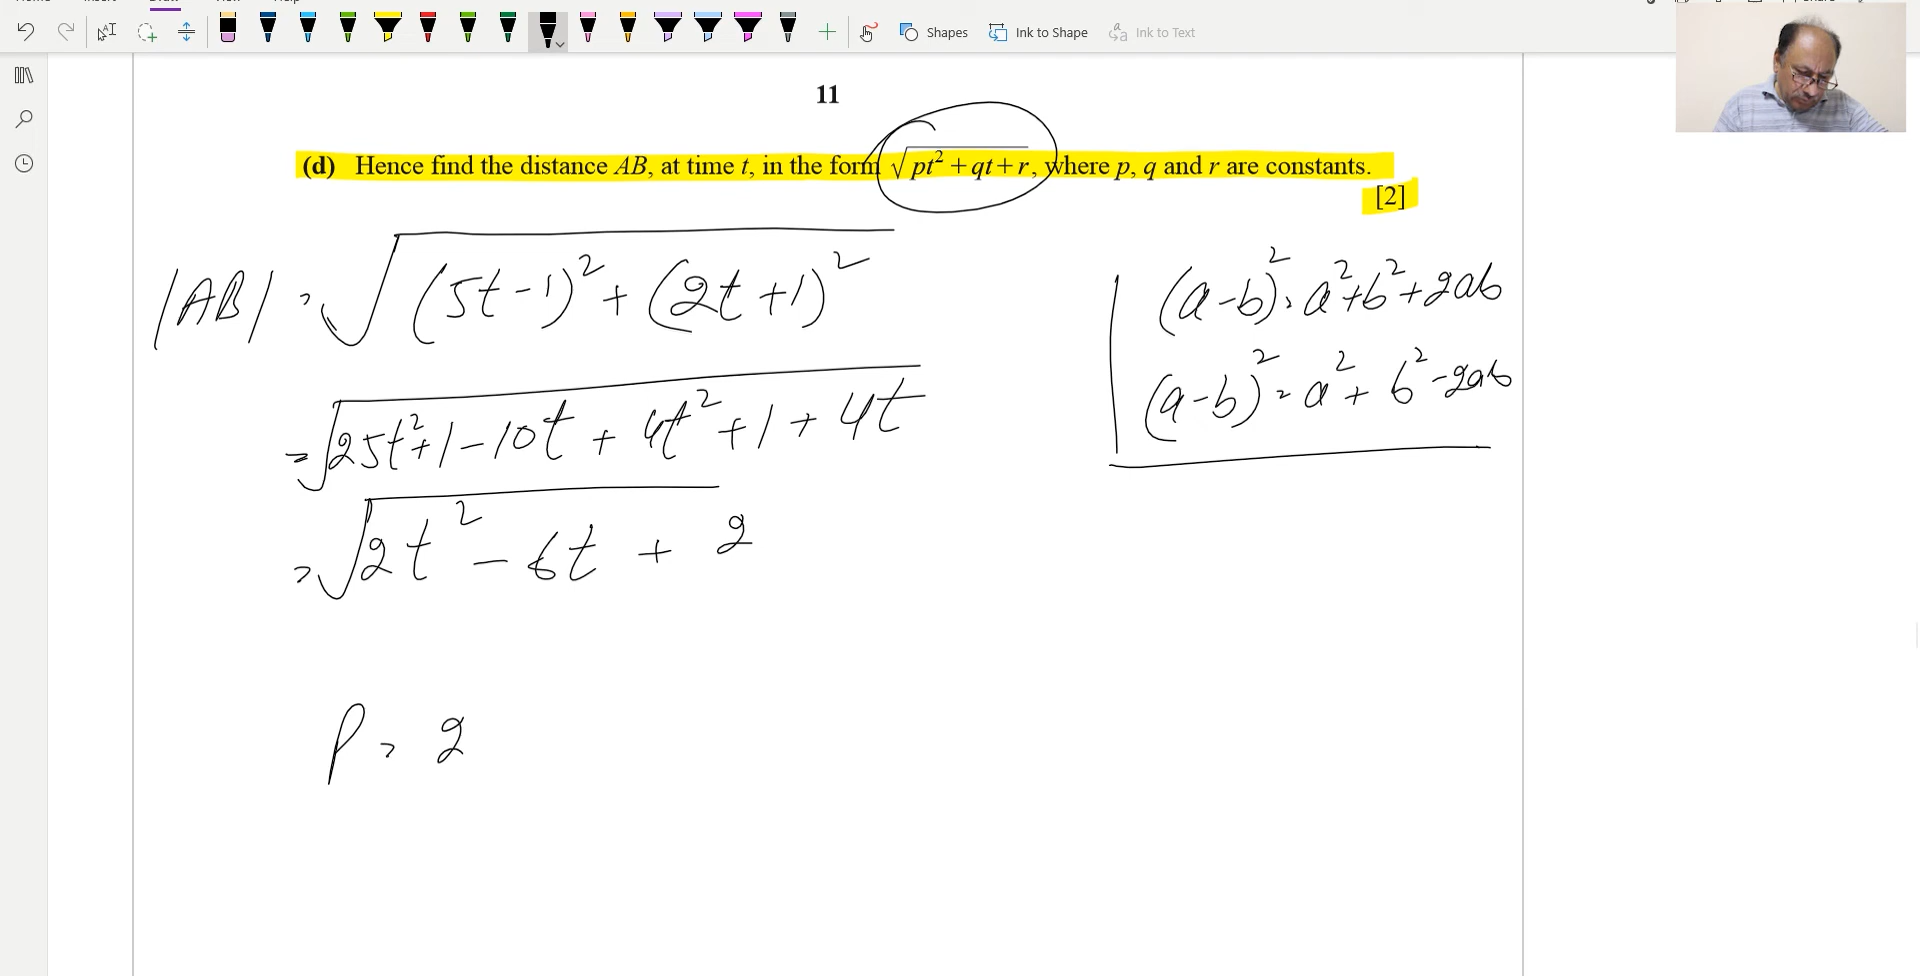 Shapes Ink to Shape Ink to Text
11
(d) Hence find the distance AB, at time t, in the form √(pt² + qt + r), where p, q and r are constants.
[2]
|AB| = √((5t-1)² + (2t+1)²)
= √(25t²+1-10t + 4t²+1 + 4t)
= √(2t² - 6t + 2)
P = 2
(a-b)² = a²+b²+2ab
(a-b)² = a² + b² - 2ab